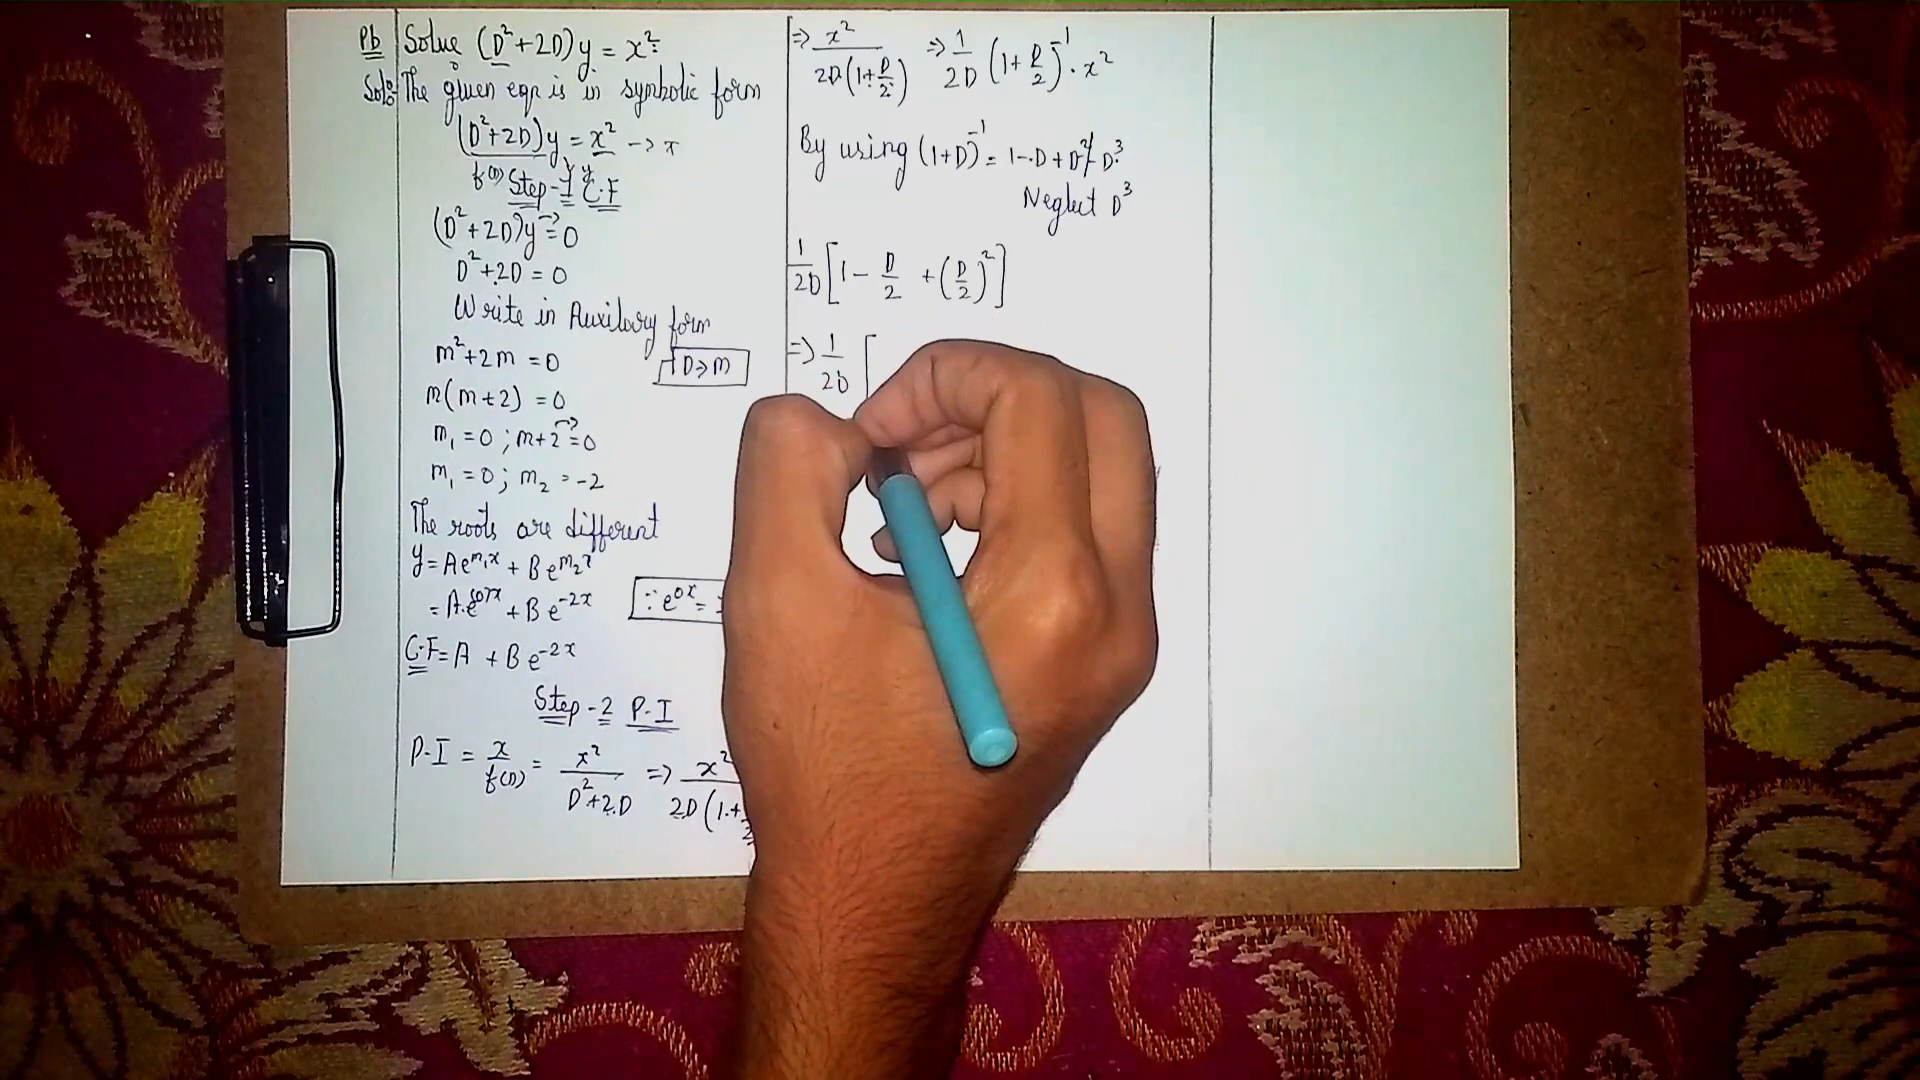 Pb Solve (D²+2D)y = x².
Sol:- The given eqn is in symbolic form
(D²+2D)y = x² -> x
f(D) y
Step-1 C.F
(D²+2D)y = 0
D²+2D = 0
Write in Auxilary form
m²+2m = 0
D⇒m
m(m+2) = 0
m₁ = 0 ; m+2 = 0
m₁ = 0 ; m₂ = -2
The roots are different
y = Ae^m₁x + Be^m₂x
= A.e^(0)x + Be^-2x
∵ e^0x =
C.F = A + Be^-2x
Step-2 P-I
P-I = x/f(D) = x²/D²+2D => x²/2D(1+
=> x²/2D(1+D/2) => 1/2D (1+D/2)^-1 . x²
By using (1+D)^-1 = 1-D+D²-D³
Neglect D³
1/2D [1 - D/2 + (D/2)²]
=> 1/2D [